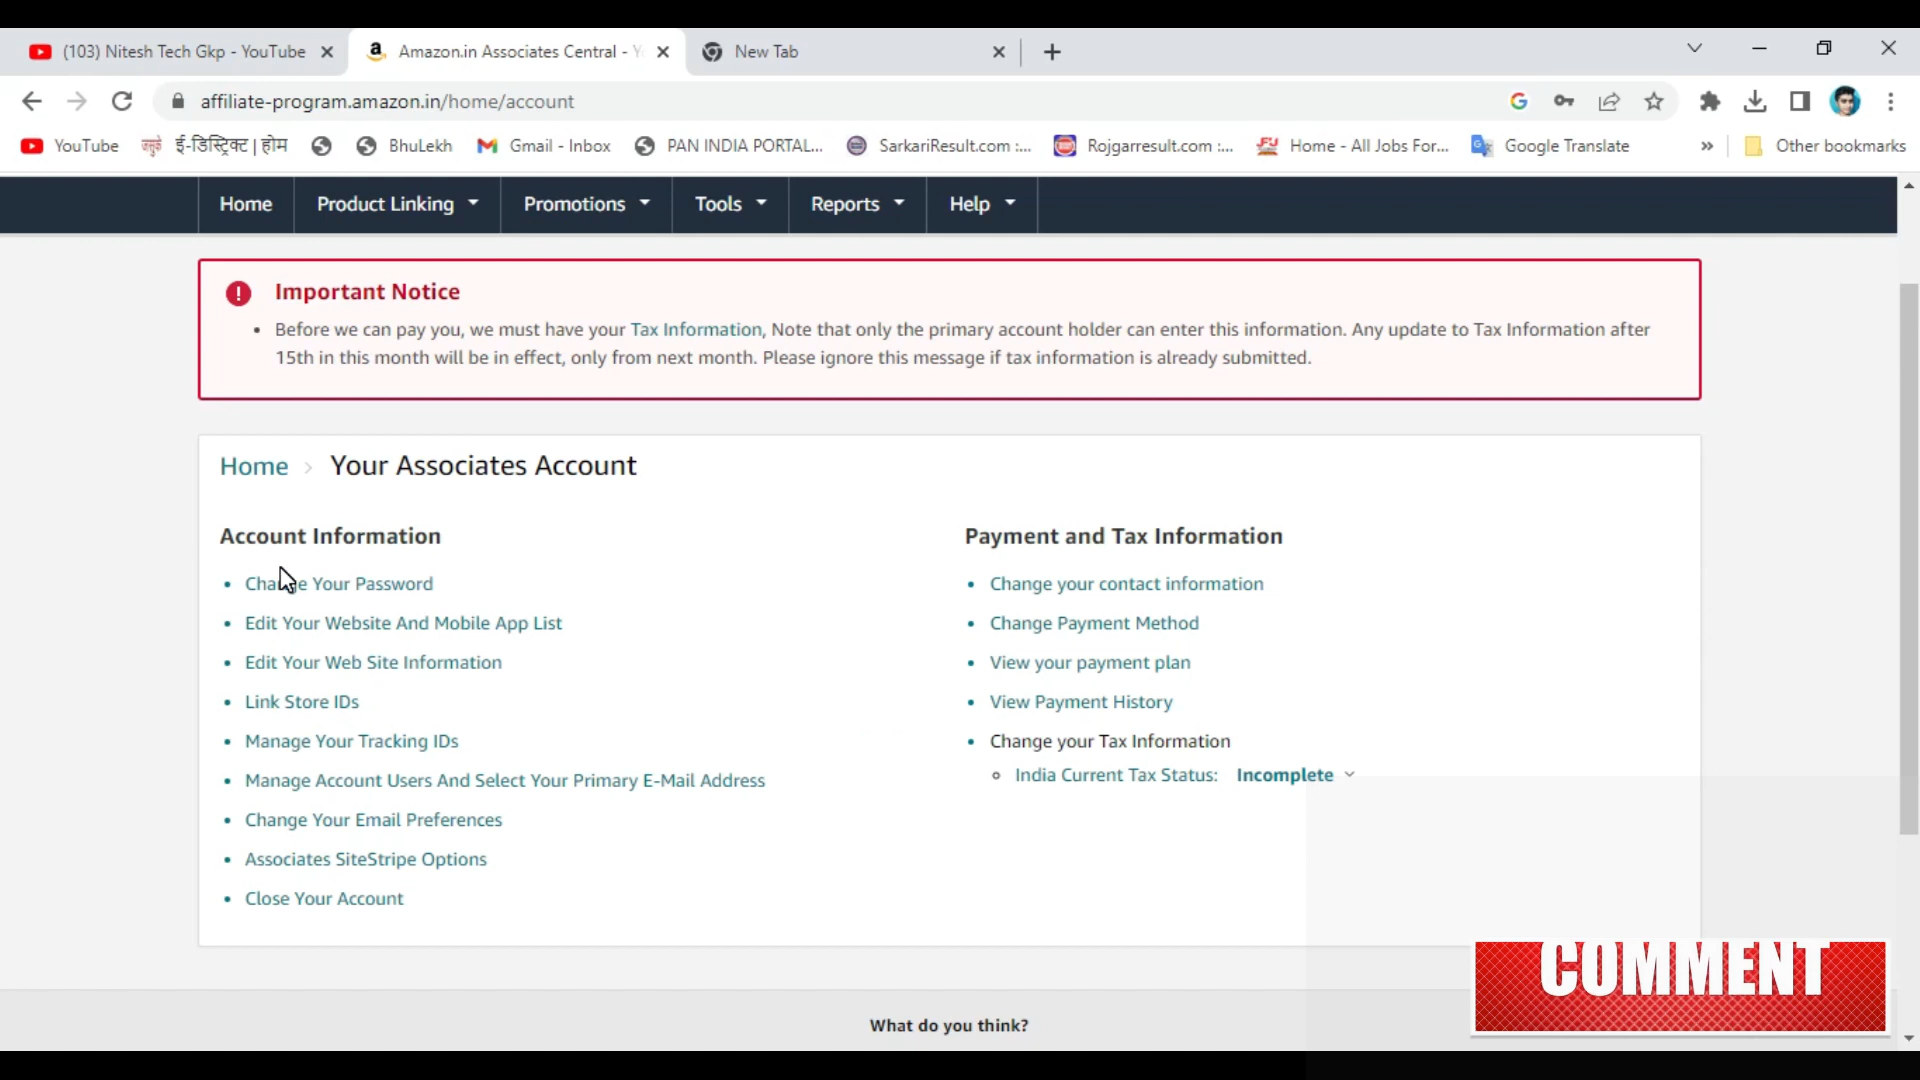 (103) Nitesh Tech Gkp - YouTube
Amazon.in Associates Central - Yo
New Tab
affiliate-program.amazon.in/home/account
YouTube
ई-डिस्ट्रिक्ट | होम
BhuLekh
Gmail - Inbox
PAN INDIA PORTAL...
SarkariResult.com :...
Rojgarresult.com :...
Home - All Jobs For...
Google Translate
Other bookmarks
Home
Product Linking
Promotions
Tools
Reports
Help
Important Notice
Before we can pay you, we must have your Tax Information, Note that only the primary account holder can enter this information. Any update to Tax Information after
15th in this month will be in effect, only from next month. Please ignore this message if tax information is already submitted.
Home > Your Associates Account
Account Information
Change Your Password
Edit Your Website And Mobile App List
Edit Your Web Site Information
Link Store IDs
Manage Your Tracking IDs
Manage Account Users And Select Your Primary E-Mail Address
Change Your Email Preferences
Associates SiteStripe Options
Close Your Account
Payment and Tax Information
Change your contact information
Change Payment Method
View your payment plan
View Payment History
Change your Tax Information
India Current Tax Status: Incomplete
COMMENT
What do you think?